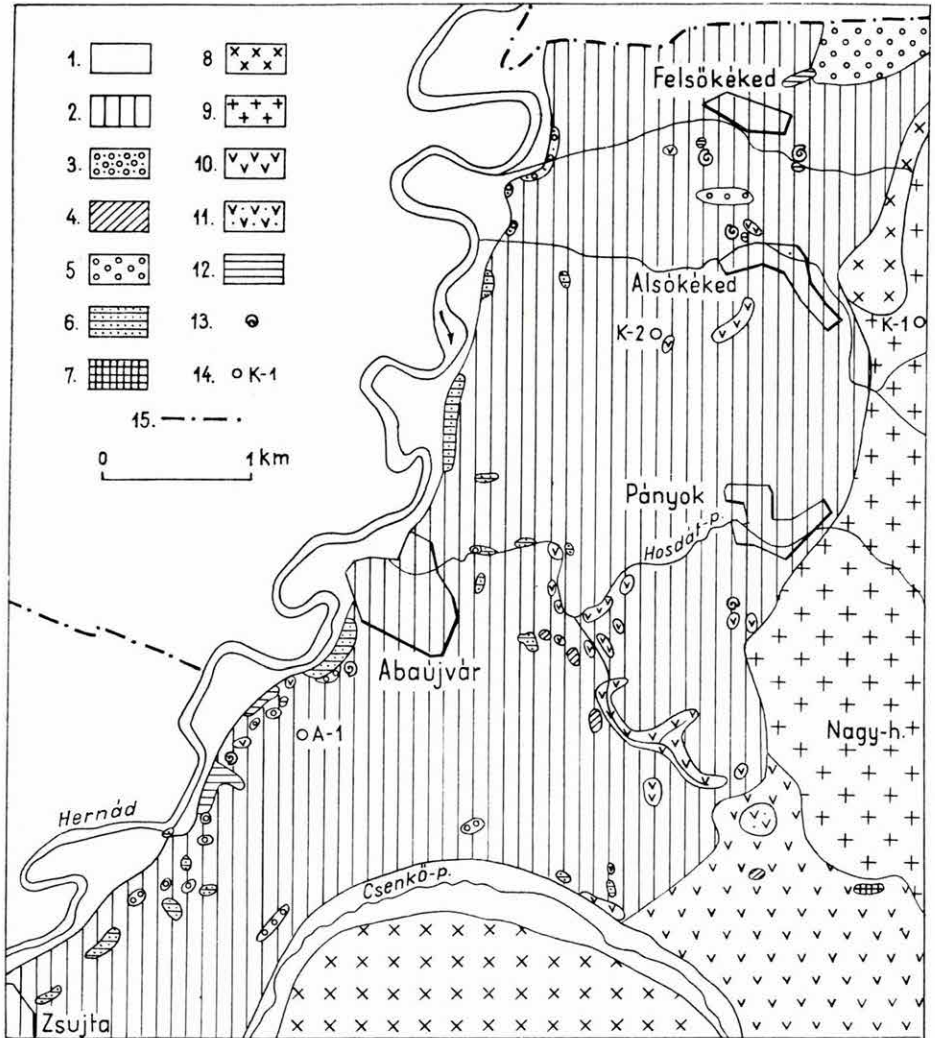 1.
2.
3.
4.
5.
6.
7.
8
9.
10.
11.
12.
13.
14. K-1
15.
0 1 km
Felsőkéked
Alsókéked
K-2
K-1
Pányok
Hosdát-p.
Abaújvár
A-1
Nagy-h.
Hernád
Csenkő-p.
Zsujta